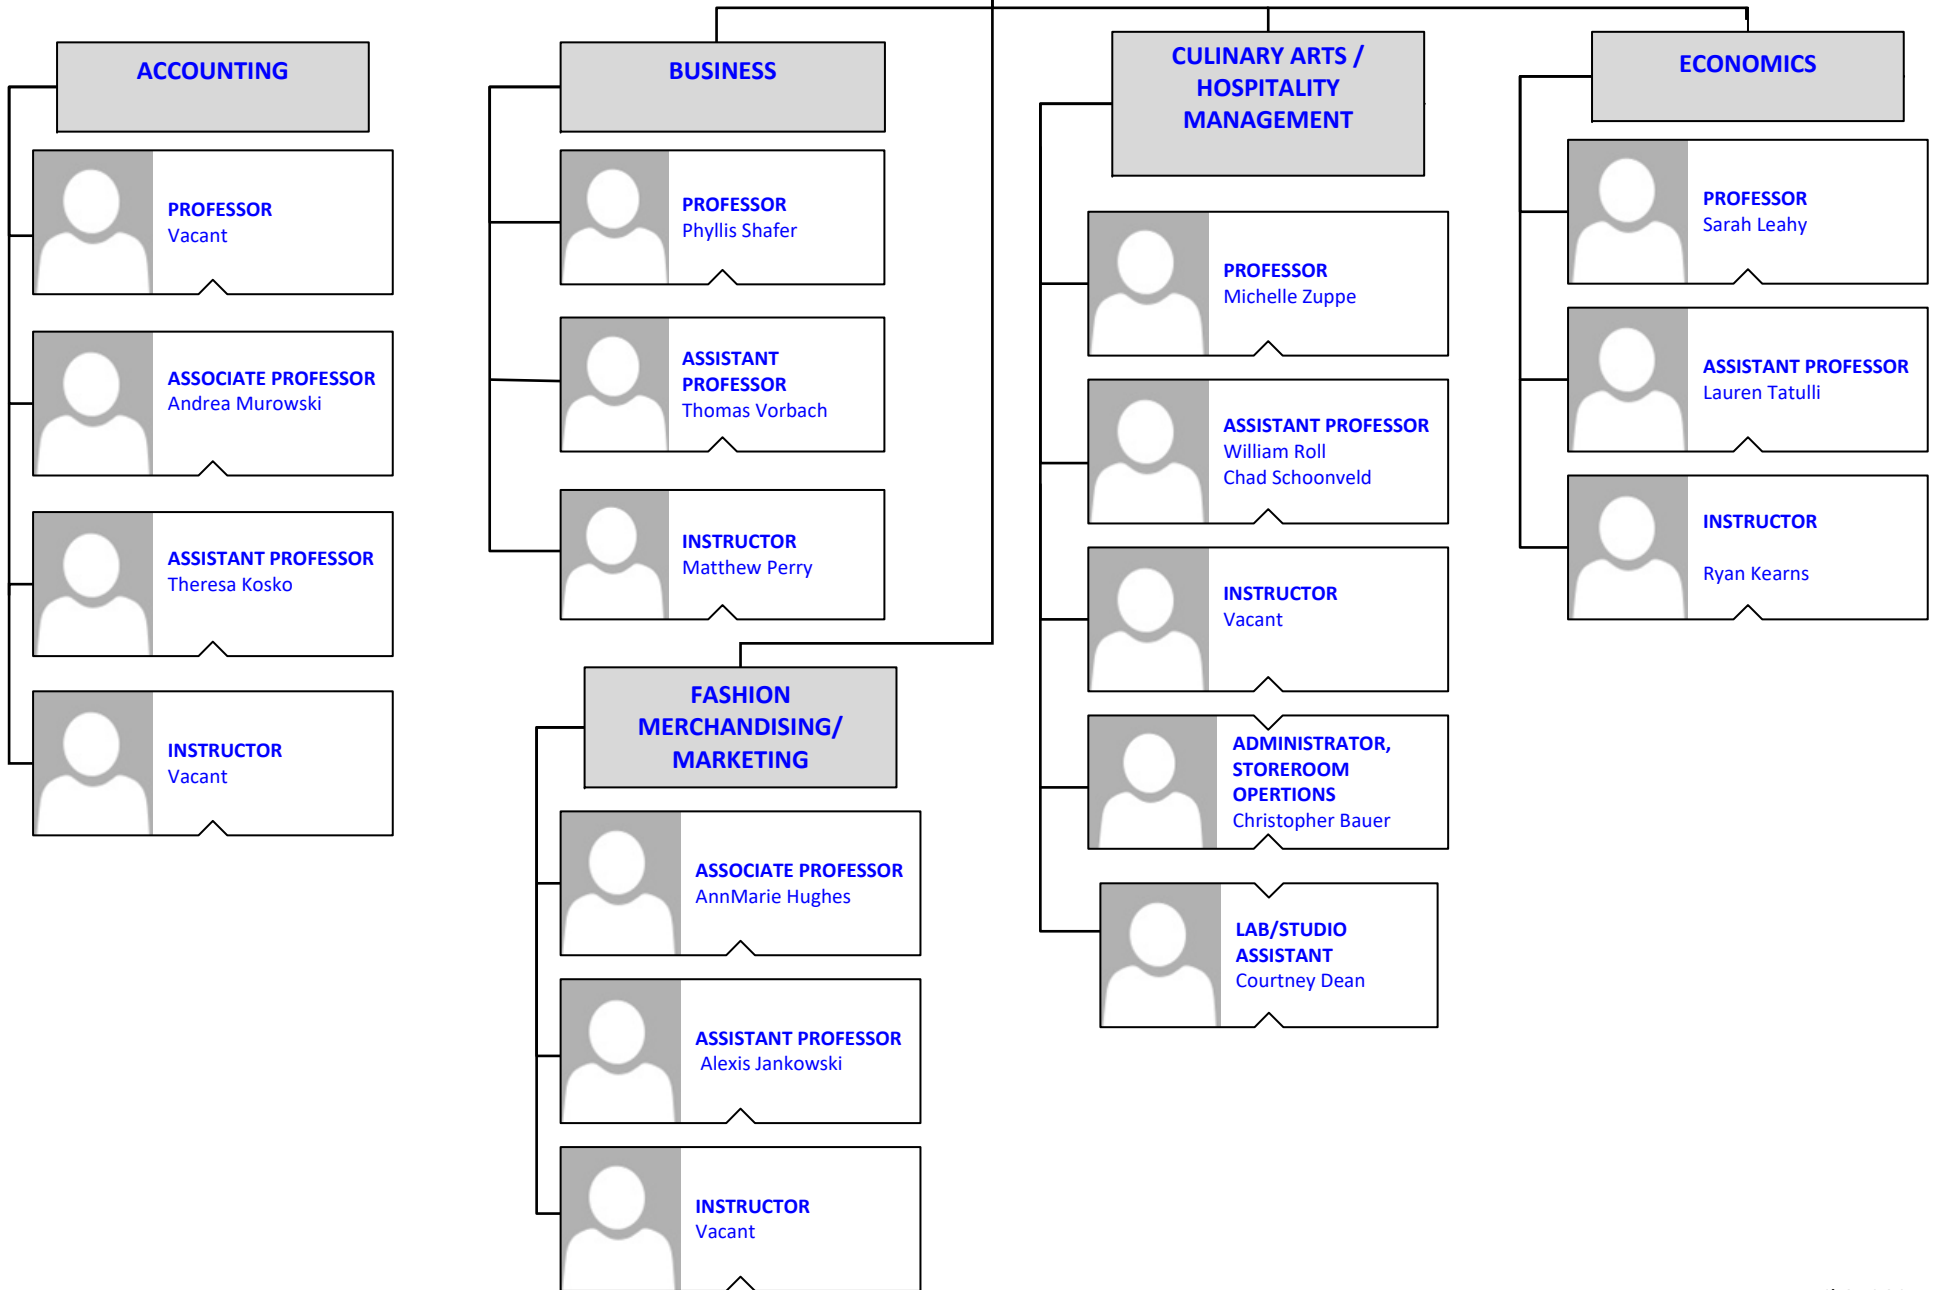 ACCOUNTING
PROFESSOR
Vacant
ASSOCIATE PROFESSOR
Andrea Murowski
ASSISTANT PROFESSOR
Theresa Kosko
INSTRUCTOR
Vacant
BUSINESS
PROFESSOR
Phyllis Shafer
ASSISTANT
PROFESSOR
Thomas Vorbach
INSTRUCTOR
Matthew Perry
FASHION
MERCHANDISING/
MARKETING
ASSOCIATE PROFESSOR
AnnMarie Hughes
ASSISTANT PROFESSOR
Alexis Jankowski
INSTRUCTOR
Vacant
CULINARY ARTS /
HOSPITALITY
MANAGEMENT
PROFESSOR
Michelle Zuppe
ASSISTANT PROFESSOR
William Roll
Chad Schoonveld
INSTRUCTOR
Vacant
ADMINISTRATOR,
STOREROOM
OPERTIONS
Christopher Bauer
LAB/STUDIO
ASSISTANT
Courtney Dean
ECONOMICS
PROFESSOR
Sarah Leahy
ASSISTANT PROFESSOR
Lauren Tatulli
INSTRUCTOR
Ryan Kearns